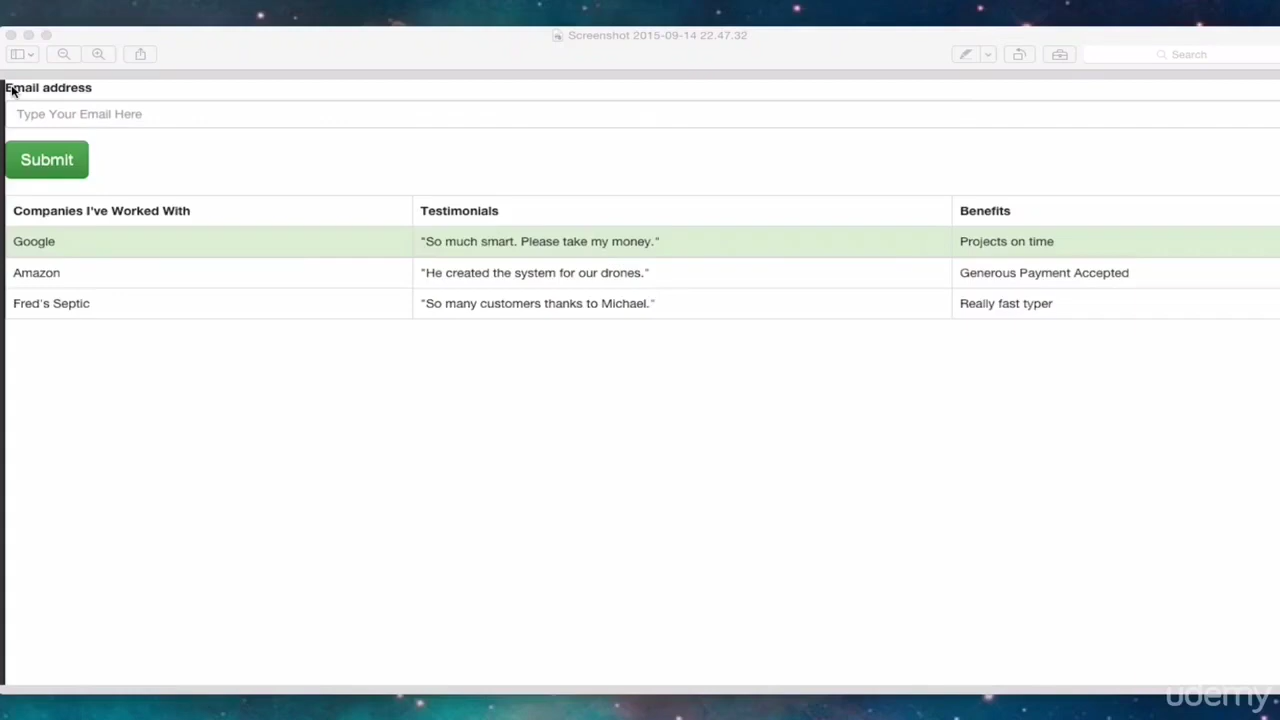 Screenshot 2015-09-14 22.47.32
Search
Email address
Type Your Email Here
Submit
Companies I've Worked With Testimonials Benefits
Google "So much smart. Please take my money." Projects on time
Amazon "He created the system for our drones." Generous Payment Accepted
Fred's Septic "So many customers thanks to Michael." Really fast typer
udemy